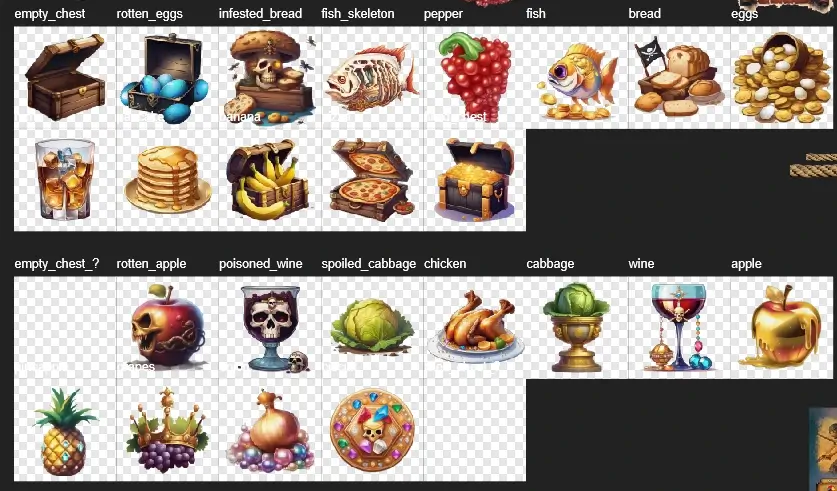 empty_chest rotten_eggs infested_bread fish_skeleton pepper fish bread eggs
empty_chest_? rotten_apple poisoned_wine spoiled_cabbage chicken cabbage wine apple